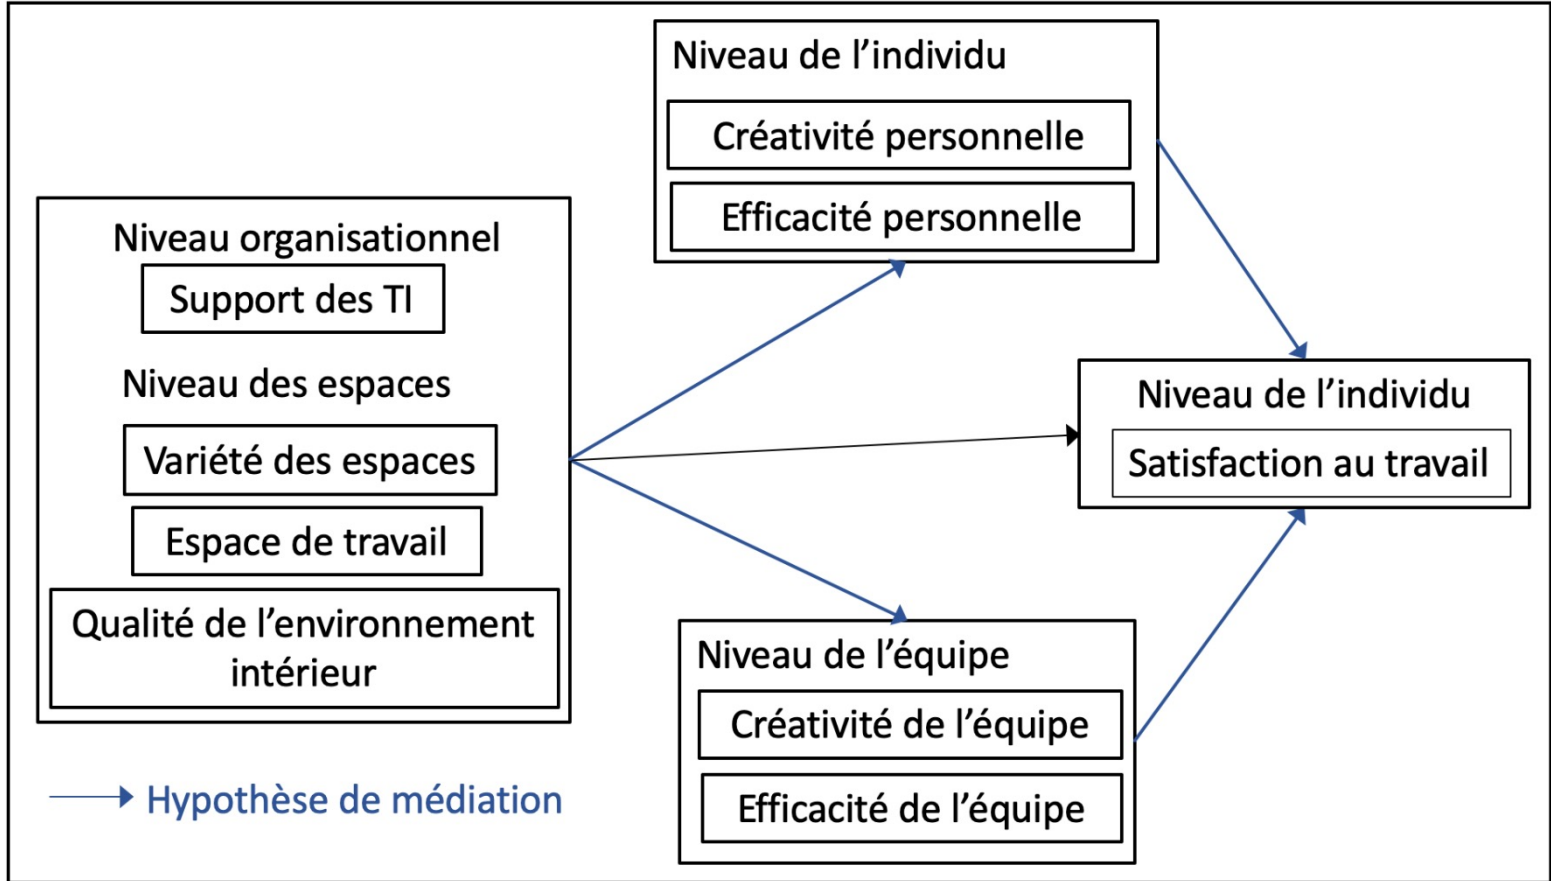 Niveau organisationnel
Support des TI
Niveau des espaces
Variété des espaces
Espace de travail
Qualité de l’environnement
intérieur
Hypothèse de médiation
Niveau de l’individu
Créativité personnelle
Efficacité personnelle
Niveau de l’équipe
Créativité de l’équipe
Efficacité de l’équipe
Niveau de l’individu
Satisfaction au travail